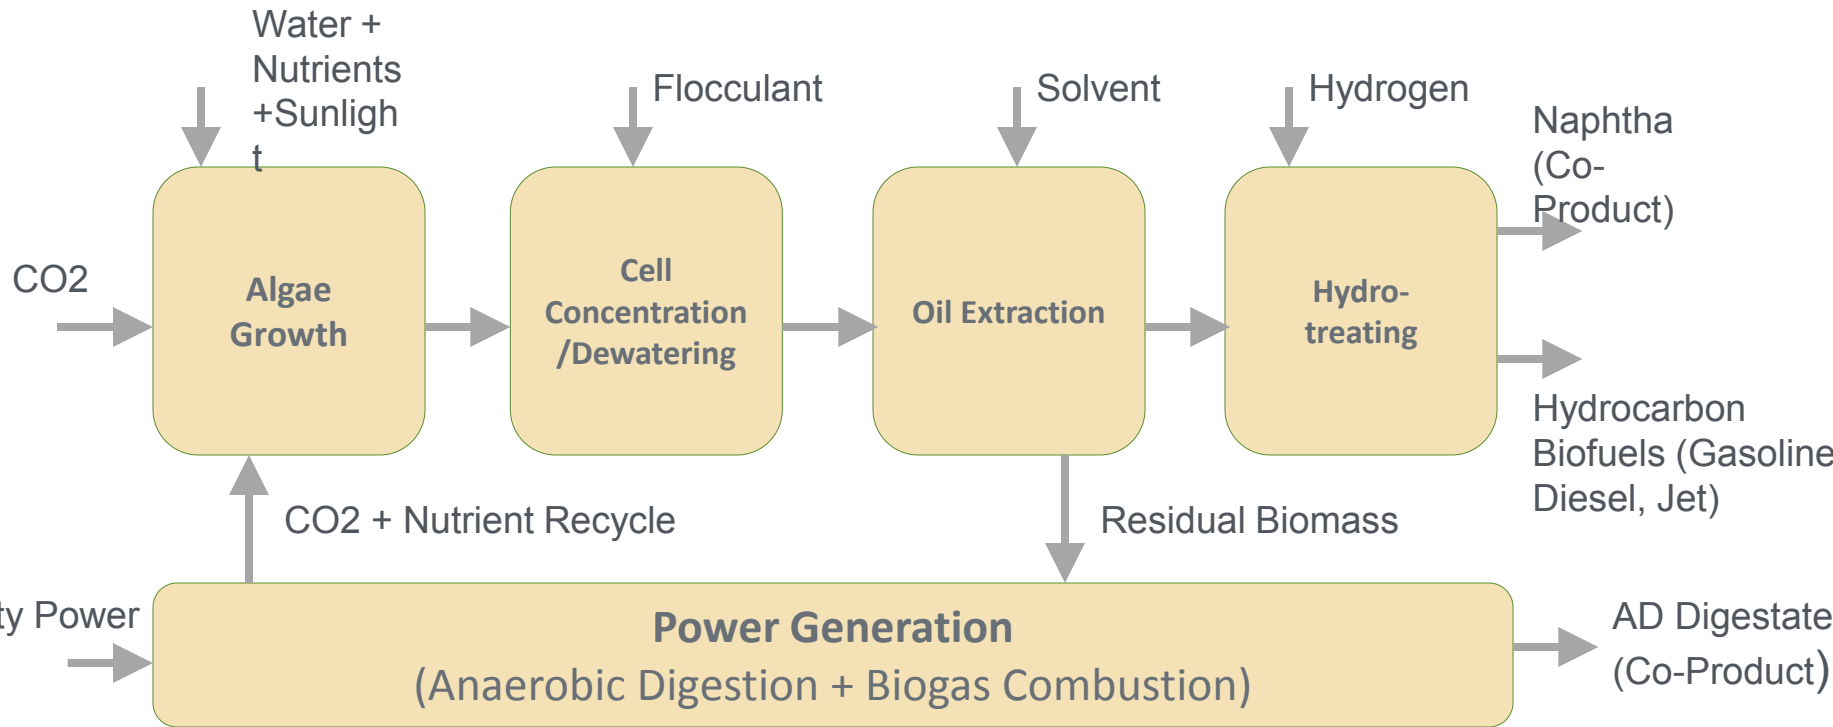 Water +
Nutrients
+Sunligh
t
Flocculant
Solvent
Hydrogen
Naphtha
(Co-
Product)
CO2
Algae
Growth
Cell
Concentration
/Dewatering
Oil Extraction
Hydro-
treating
Hydrocarbon
Biofuels (Gasoline
Diesel, Jet)
CO2 + Nutrient Recycle
Residual Biomass
ty Power
Power Generation
(Anaerobic Digestion + Biogas Combustion)
AD Digestate
(Co-Product)